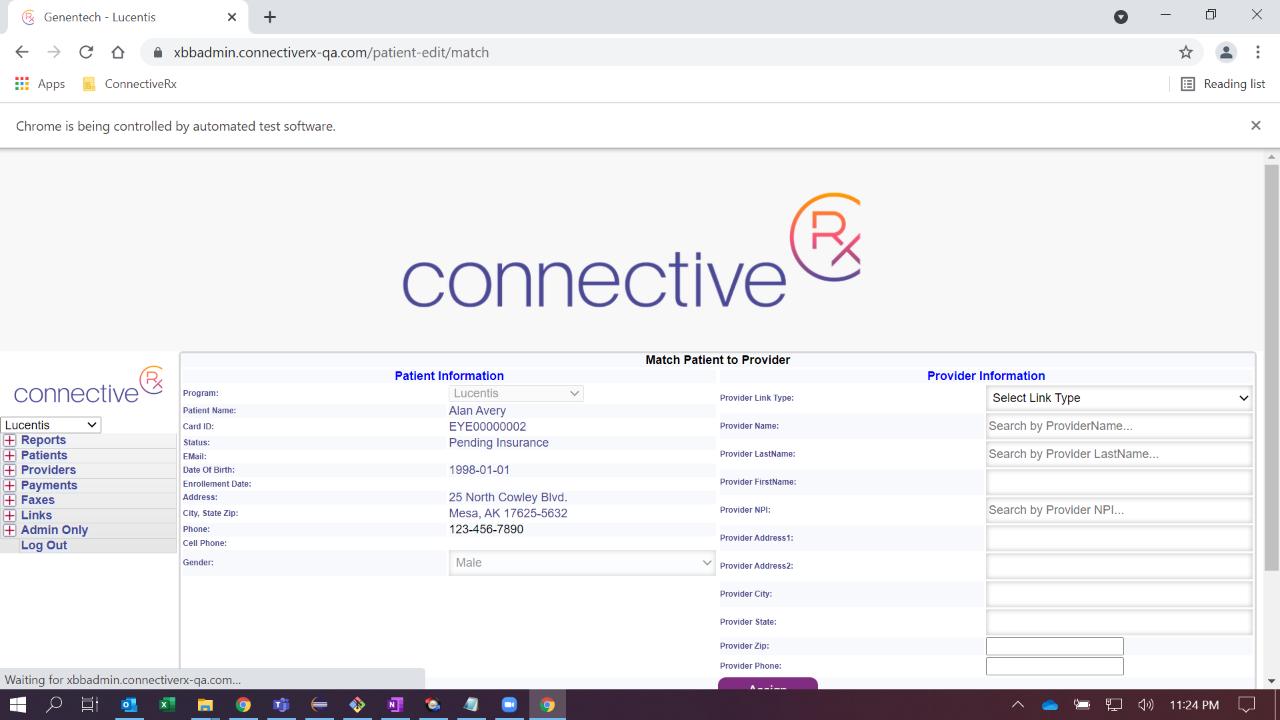 Genentech - Lucentis
xbbadmin.connectiverx-qa.com/patient-edit/match
Apps ConnectiveRx Reading list
Chrome is being controlled by automated test software.
connective Rx
connective Rx
Lucentis
Reports
Patients
Providers
Payments
Faxes
Links
Admin Only
Log Out
Match Patient to Provider
Patient Information
Program: Lucentis
Patient Name: Alan Avery
Card ID: EYE00000002
Status: Pending Insurance
EMail:
Date Of Birth: 1998-01-01
Enrollment Date:
Address: 25 North Cowley Blvd.
City, State Zip: Mesa, AK 17625-5632
Phone: 123-456-7890
Cell Phone:
Gender: Male
Provider Information
Provider Link Type: Select Link Type
Provider Name: Search by ProviderName...
Provider LastName: Search by Provider LastName...
Provider FirstName:
Provider NPI: Search by Provider NPI...
Provider Address1:
Provider Address2:
Provider City:
Provider State:
Provider Zip:
Provider Phone:
Assign
Waiting for xbbadmin.connectiverx-qa.com...
11:24 PM